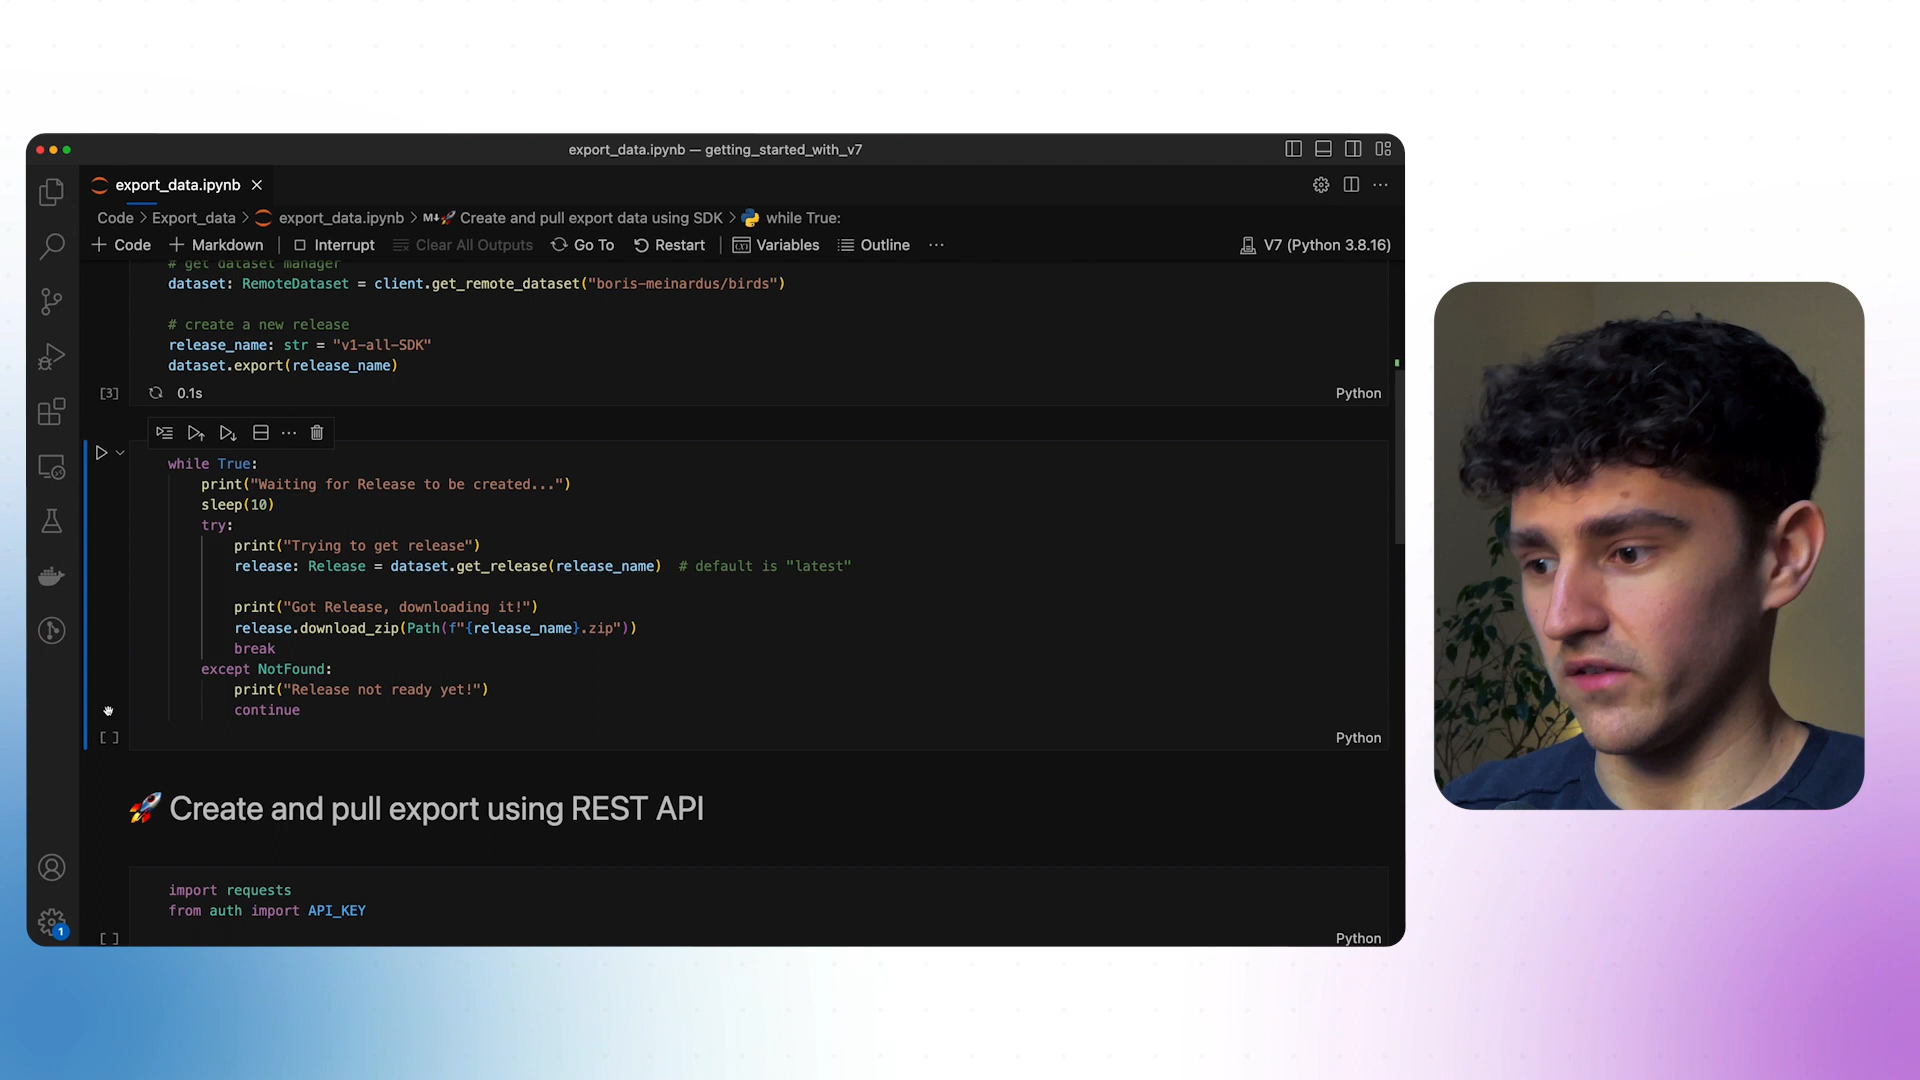 export_data.ipynb — getting_started_with_v7
export_data.ipynb
Code > Export_data > export_data.ipynb > M↓🚀 Create and pull export data using SDK > while True:
+ Code + Markdown Interrupt Clear All Outputs Go To Restart Variables Outline ... V7 (Python 3.8.16)
# get dataset manager
dataset: RemoteDataset = client.get_remote_dataset("boris-meinardus/birds")
# create a new release
release_name: str = "v1-all-SDK"
dataset.export(release_name)
[3] 0.1s Python
while True:
print("Waiting for Release to be created...")
sleep(10)
try:
print("Trying to get release")
release: Release = dataset.get_release(release_name) # default is "latest"
print("Got Release, downloading it!")
release.download_zip(Path(f"{release_name}.zip"))
break
except NotFound:
print("Release not ready yet!")
continue
[ ] Python
🚀 Create and pull export using REST API
import requests
from auth import API_KEY
[ ] Python
1